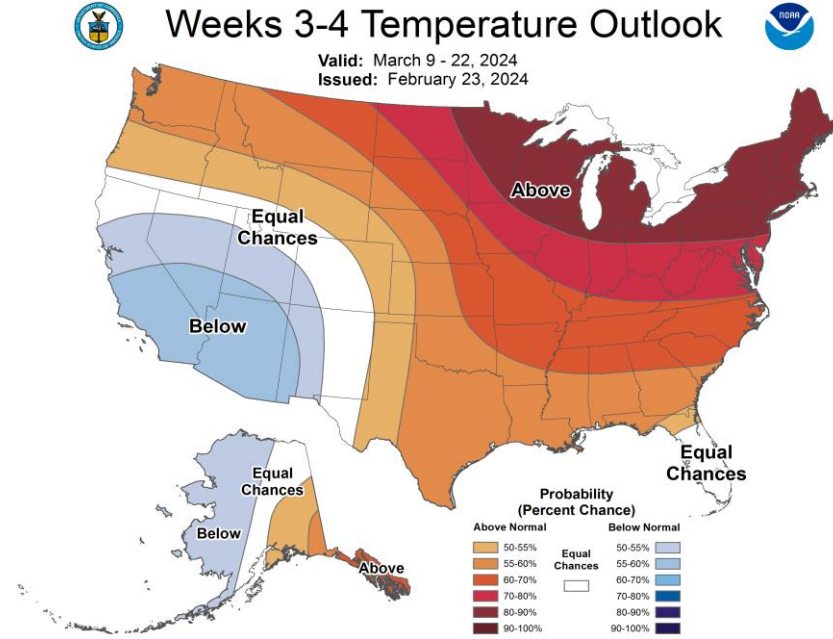 Weeks 3-4 Temperature Outlook
NOAA
Valid: March 9 - 22, 2024
Issued: February 23, 2024
Above
Equal
Chances
Below
Equal
Chances
Equal
Chances
Below
Above
Probability
(Percent Chance)
Above Normal
50-55%
55-60%
60-70%
70-80%
80-90%
90-100%
Equal
Chances
Below Normal
50-55%
55-60%
60-70%
70-80%
80-90%
90-100%